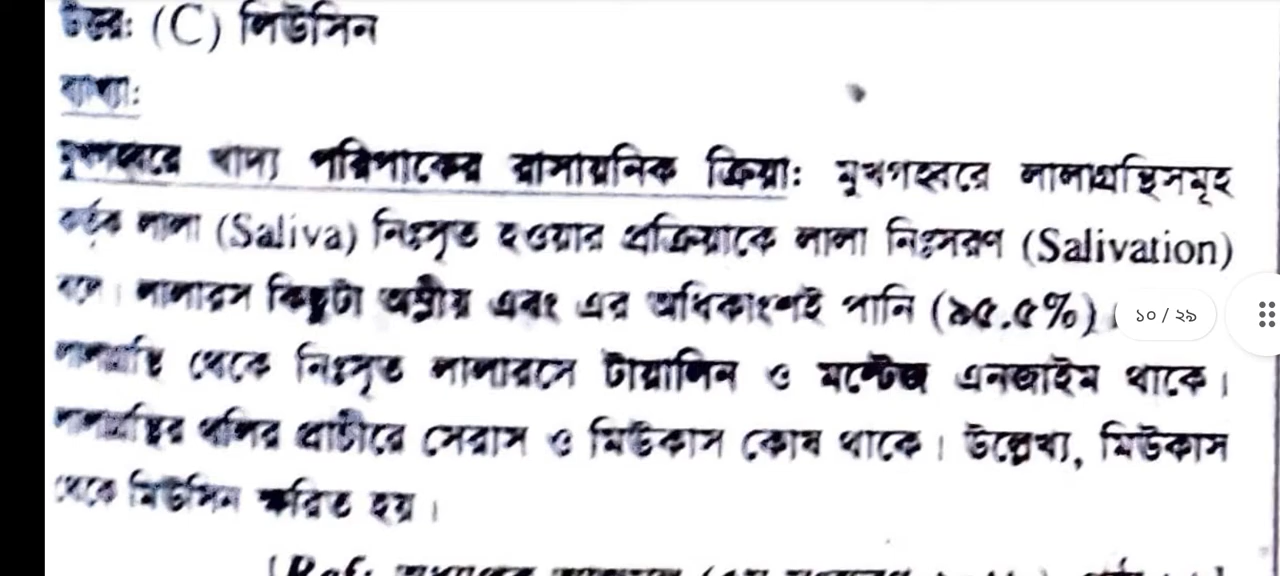 উত্তর: (C) মিউসিন
ব্যাখ্যা:
মুখগহ্বরে খাদ্য পরিপাকের রাসায়নিক ক্রিয়া: মুখগহ্বরে লালাগ্রন্থিসমূহ
কর্তৃক লালা (Saliva) নিঃসৃত হওয়ার প্রক্রিয়াকে লালা নিঃসরণ (Salivation)
বলে। লালারস কিছুটা অম্লীয় এবং এর অধিকাংশই পানি (৯৫.৫%)।
১০ / ২৯
লালাগ্রন্থি থেকে নিঃসৃত লালারসে টায়ালিন ও মল্টেজ এনজাইম থাকে।
লালাগ্রন্থির থলির প্রাচীরে সেরাস ও মিউকাস কোষ থাকে। উল্লেখ্য, মিউকাস
থেকে মিউসিন ক্ষরিত হয়।
[Ref: